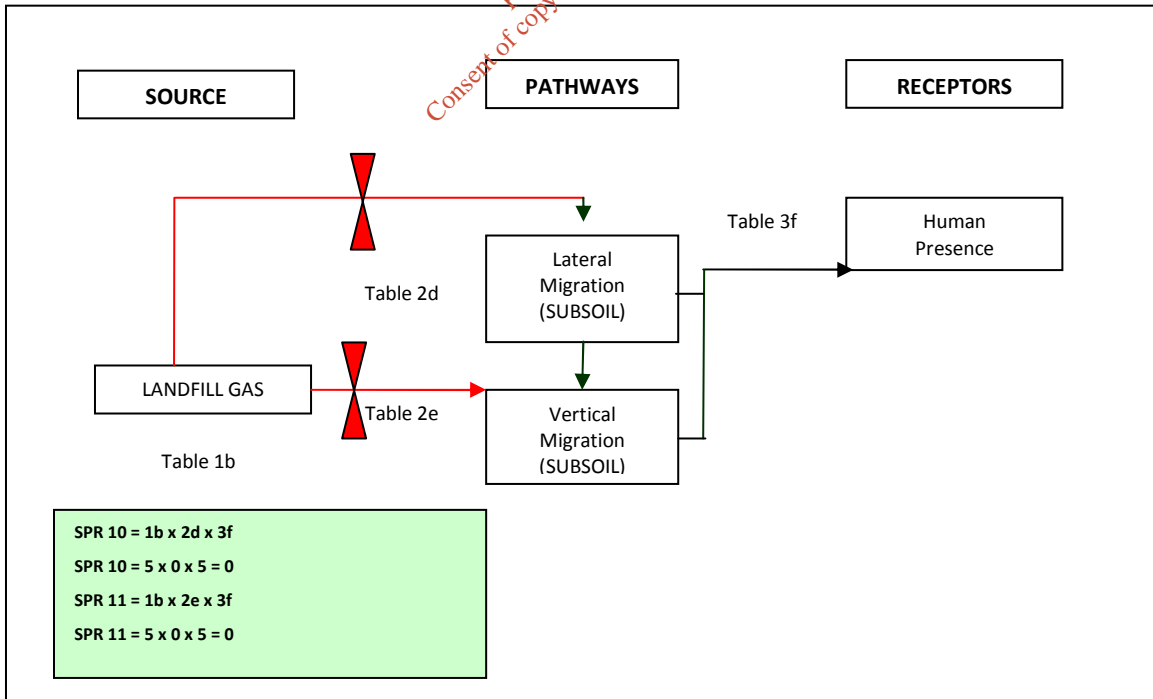 Consent of copy
SOURCE
PATHWAYS
RECEPTORS
Table 3f
Human
Presence
Lateral
Migration
(SUBSOIL)
Table 2d
LANDFILL GAS
Table 2e
Vertical
Migration
(SUBSOIL)
Table 1b
SPR 10 = 1b x 2d x 3f
SPR 10 = 5 x 0 x 5 = 0
SPR 11 = 1b x 2e x 3f
SPR 11 = 5 x 0 x 5 = 0